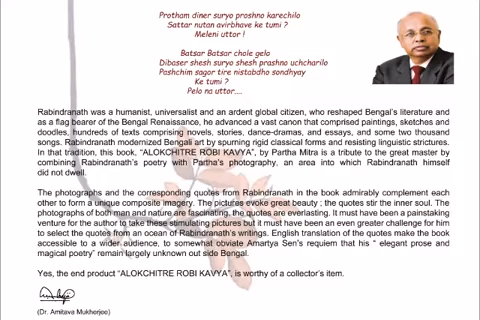 Protham diner suryo proshno karechilo
Sattar nutan avirbhave ke tumi ?
Meleni uttor !
Batsar Batsar chole gelo
Dibaser shesh suryo shesh prashno uchcharilo
Pashchim sagor tire nistabdho sondhyay
Ke tumi ?
Pelo na uttor....
Rabindranath was a humanist, universalist and an ardent global citizen, who reshaped Bengal's literature and
as a flag bearer of the Bengal Renaissance, he advanced a vast canon that comprised paintings, sketches and
doodles, hundreds of texts comprising novels, stories, dance-dramas, and essays, and some two thousand
songs. Rabindranath modernized Bengali art by spurning rigid classical forms and resisting linguistic strictures.
In that tradition, this book, "ALOKCHITRE ROBI KAVYA", by Partha Mitra is a tribute to the great master by
combining Rabindranath's poetry with Partha's photography, an area into which Rabindranath himself
did not dwell.
The photographs and the corresponding quotes from Rabindranath in the book admirably complement each
other to form a unique composite imagery. The pictures evoke great beauty ; the quotes stir the inner soul. The
photographs of both man and nature are fascinating, the quotes are everlasting. It must have been a painstaking
venture for the author to take these stimulating pictures but it must have been an even greater challenge for him
to select the quotes from an ocean of Rabindranath's writings. English translation of the quotes make the book
accessible to a wider audience, to somewhat obviate Amartya Sen's requiem that his " elegant prose and
magical poetry" remain largely unknown out side Bengal.
Yes, the end product "ALOKCHITRE ROBI KAVYA", is worthy of a collector's item.
(Dr. Amitava Mukherjee)